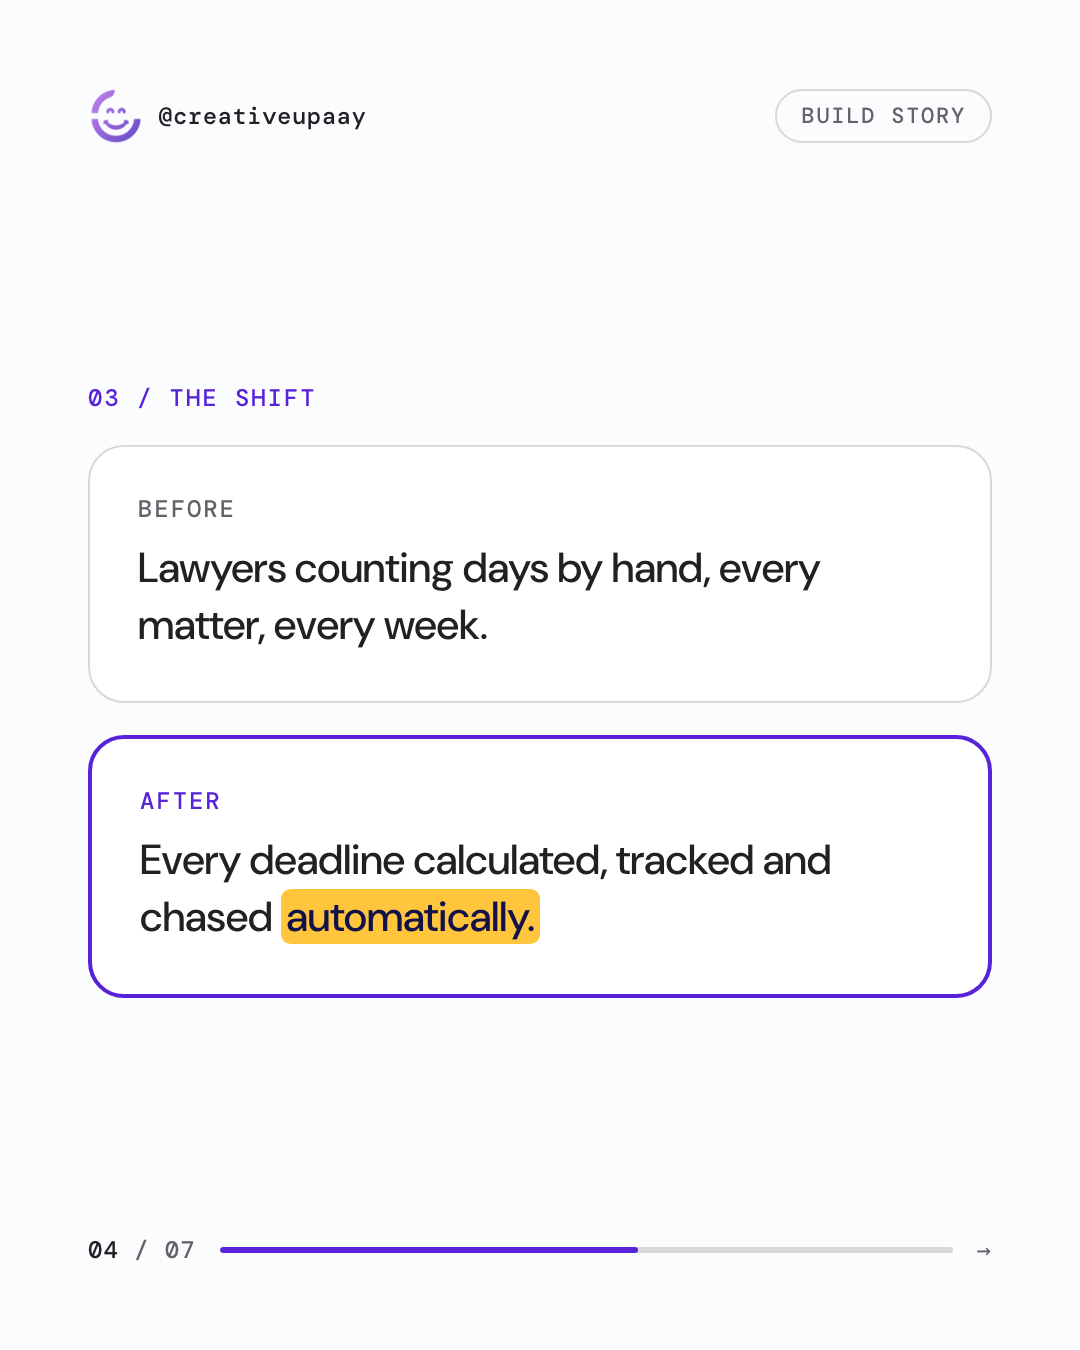 @creativeupaay
BUILD STORY
03 / THE SHIFT
BEFORE
Lawyers counting days by hand, every
matter, every week.
AFTER
Every deadline calculated, tracked and
chased automatically.
04 / 07
→